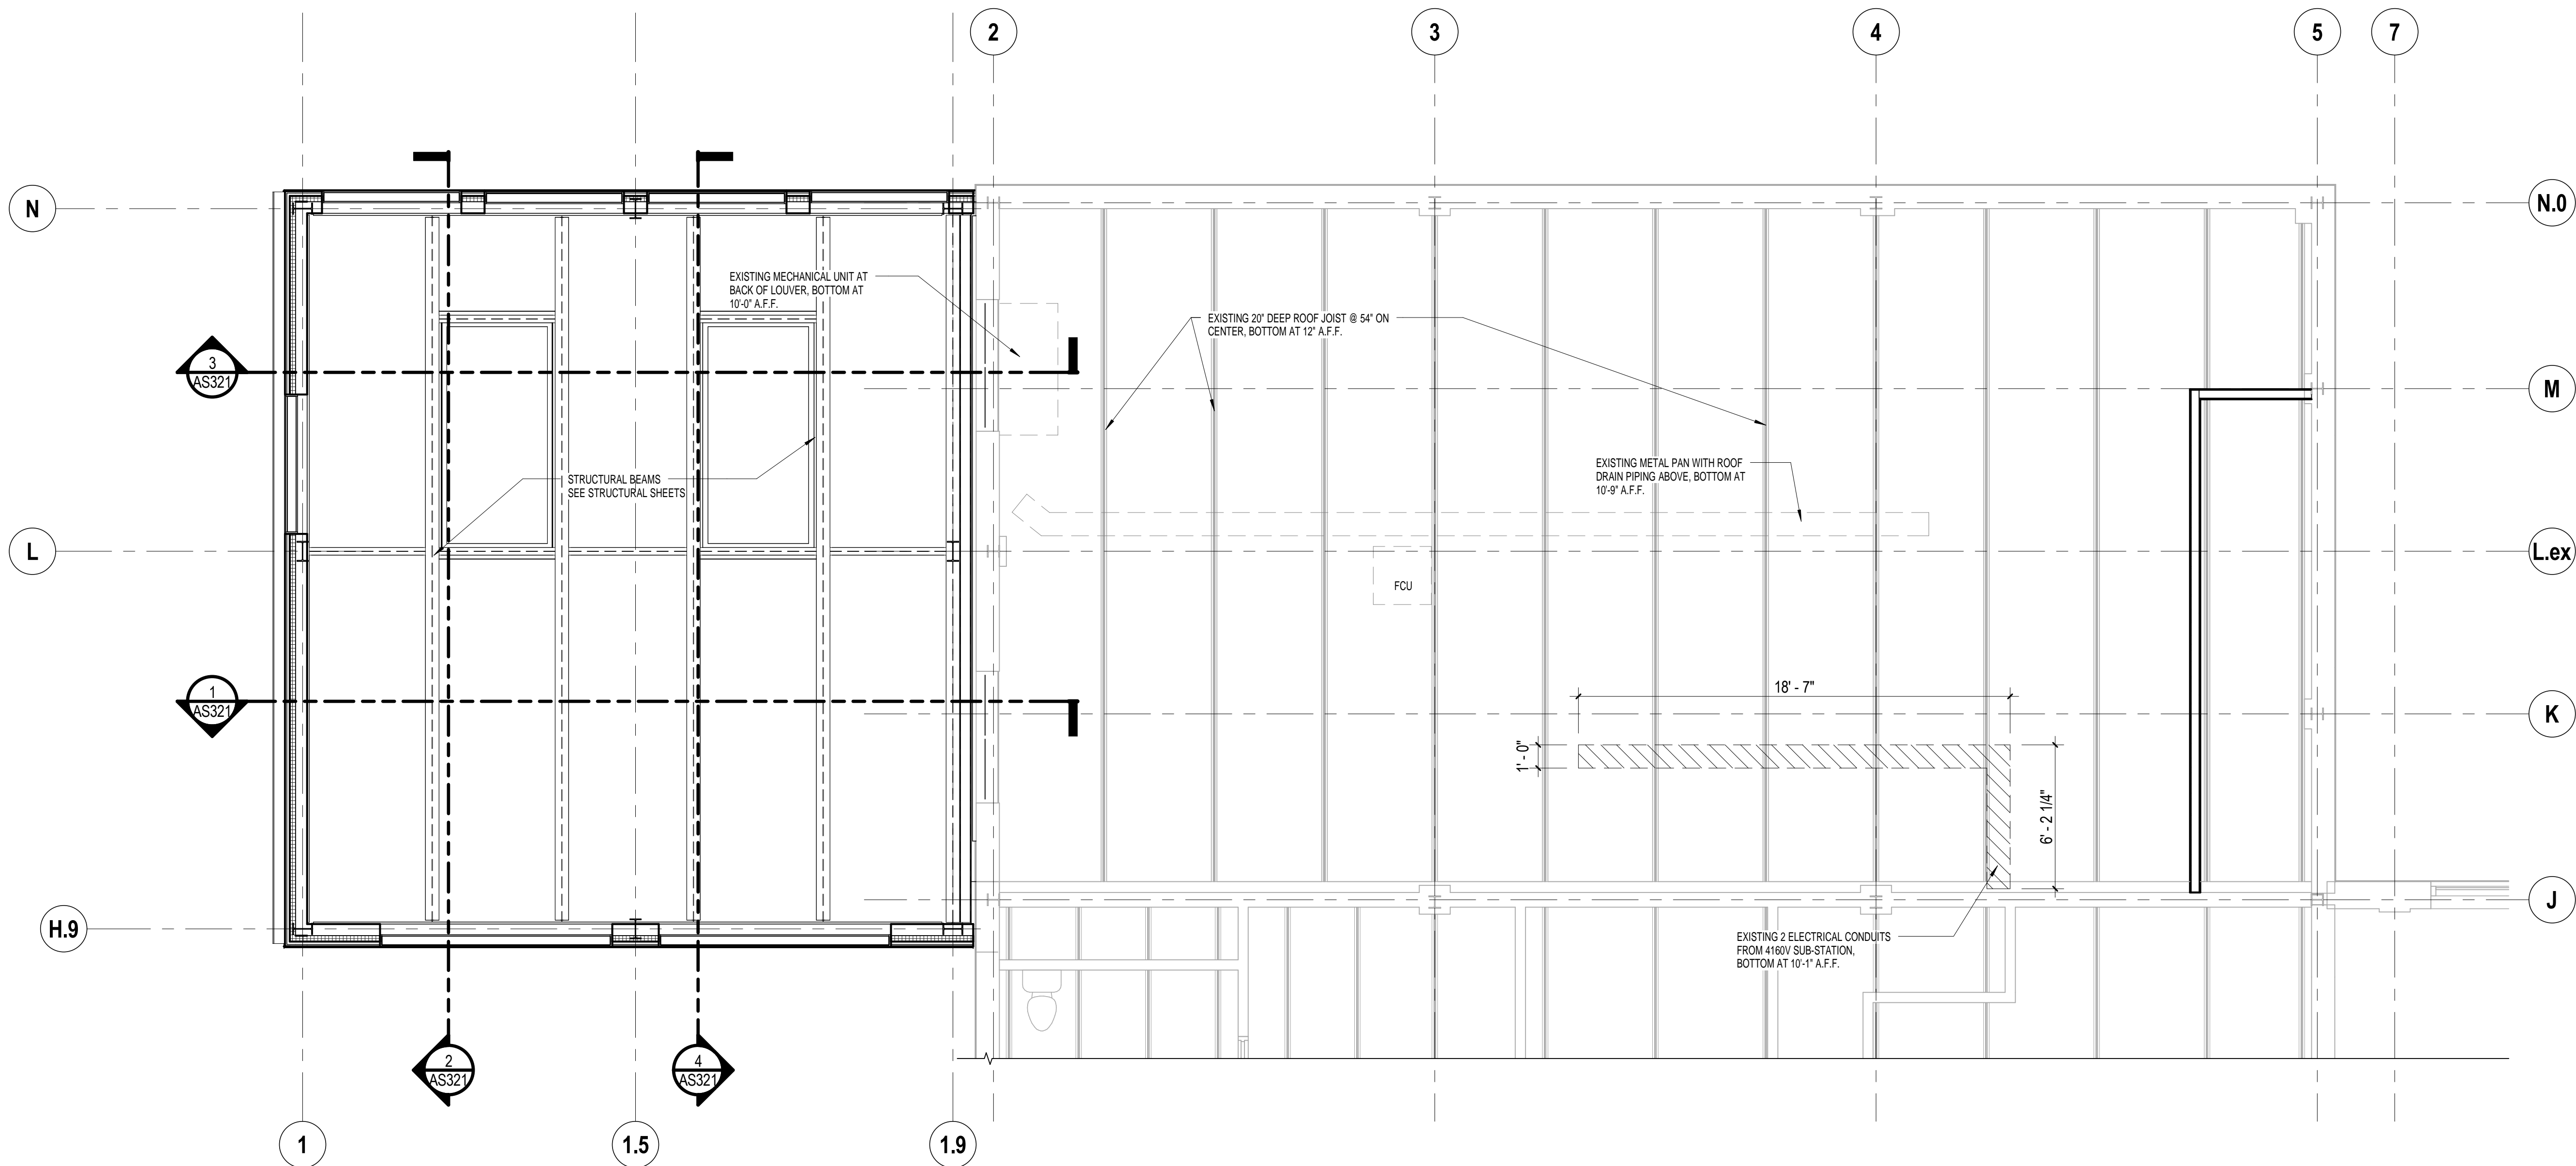 2
3
4
5
7
N
N.0
EXISTING MECHANICAL UNIT AT
BACK OF LOUVER, BOTTOM AT
10'-0" A.F.F.
EXISTING 20" DEEP ROOF JOIST @ 54" ON
CENTER, BOTTOM AT 12" A.F.F.
3
AS321
M
EXISTING METAL PAN WITH ROOF
DRAIN PIPING ABOVE, BOTTOM AT
10'-9" A.F.F.
STRUCTURAL BEAMS
SEE STRUCTURAL SHEETS
L
L.ex
FCU
1
AS321
18' - 7"
K
1' - 0"
6' - 2 1/4"
J
H.9
EXISTING 2 ELECTRICAL CONDUITS
FROM 4160V SUB-STATION,
BOTTOM AT 10'-1" A.F.F.
2
AS321
4
AS321
1
1.5
1.9